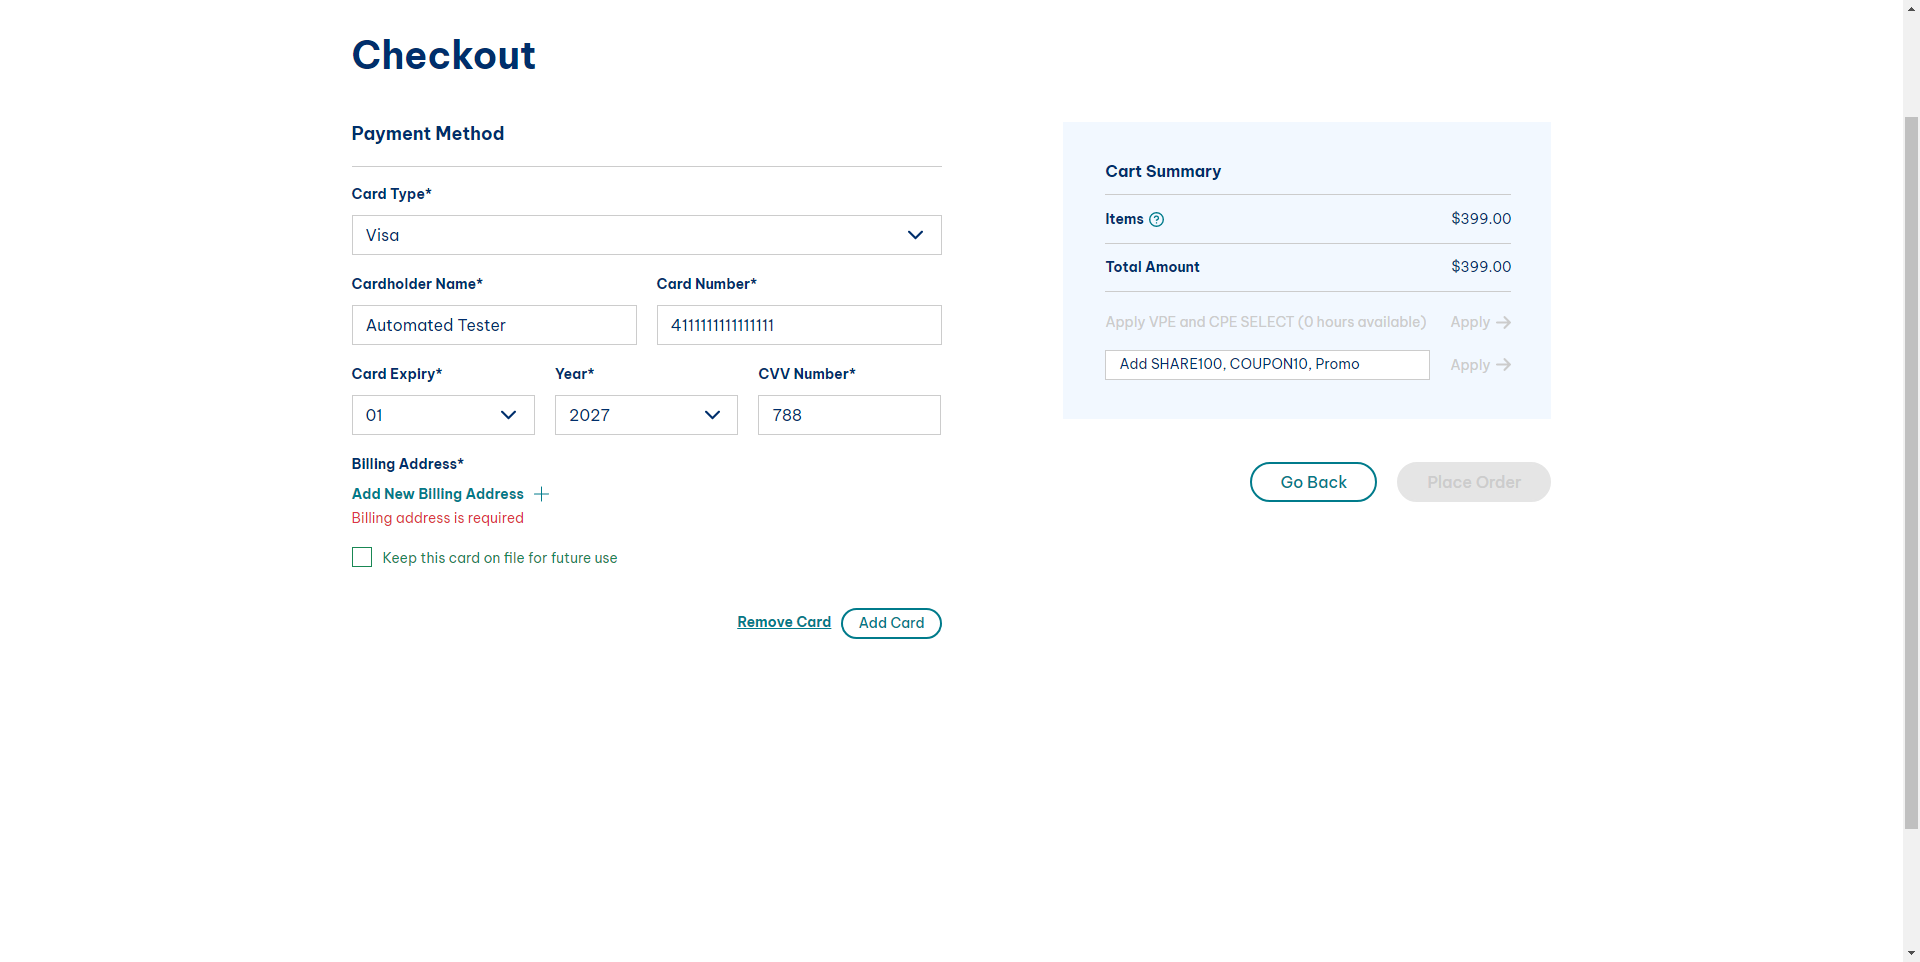 Checkout
Payment Method
Card Type*
Visa
Cardholder Name* Card Number*
Automated Tester 4111111111111111
Card Expiry* Year* CVV Number*
01 2027 788
Billing Address*
Add New Billing Address
Billing address is required
Keep this card on file for future use
Remove Card Add Card
Cart Summary
Items ? $399.00
Total Amount $399.00
Apply VPE and CPE SELECT (0 hours available) Apply
Add SHARE100, COUPON10, Promo Apply
Go Back Place Order